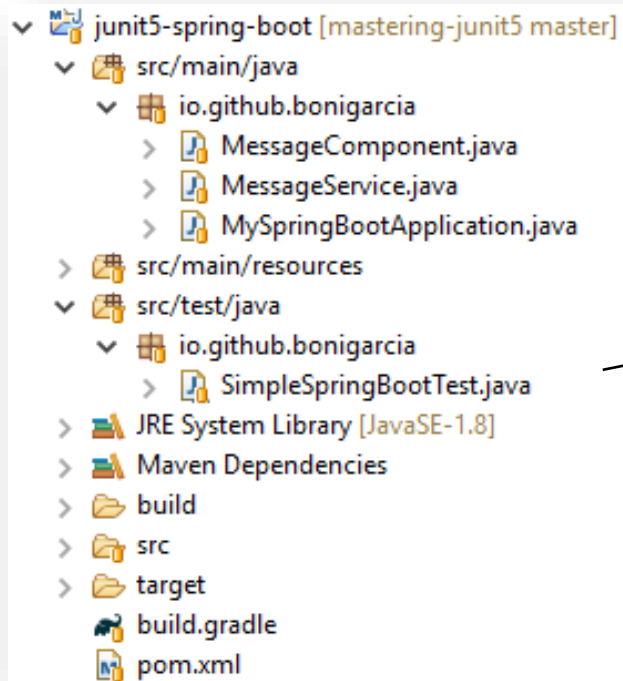 junit5-spring-boot [mastering-junit5 master]
src/main/java
io.github.bonigarcia
MessageComponent.java
MessageService.java
MySpringBootApplication.java
src/main/resources
src/test/java
io.github.bonigarcia
SimpleSpringBootTest.java
JRE System Library [JavaSE-1.8]
Maven Dependencies
build
src
target
build.gradle
pom.xml